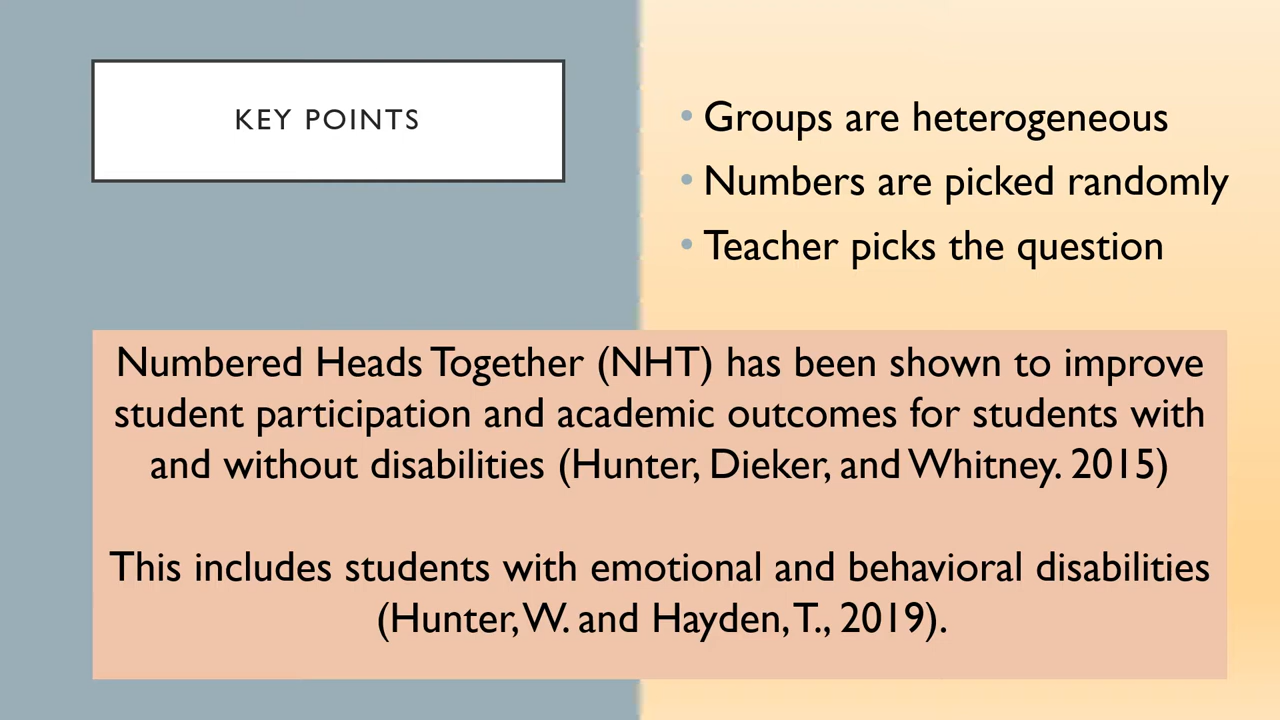 KEY POINTS
• Groups are heterogeneous
• Numbers are picked randomly
• Teacher picks the question
Numbered Heads Together (NHT) has been shown to improve
student participation and academic outcomes for students with
and without disabilities (Hunter, Dieker, and Whitney. 2015)
This includes students with emotional and behavioral disabilities
(Hunter, W. and Hayden, T., 2019).